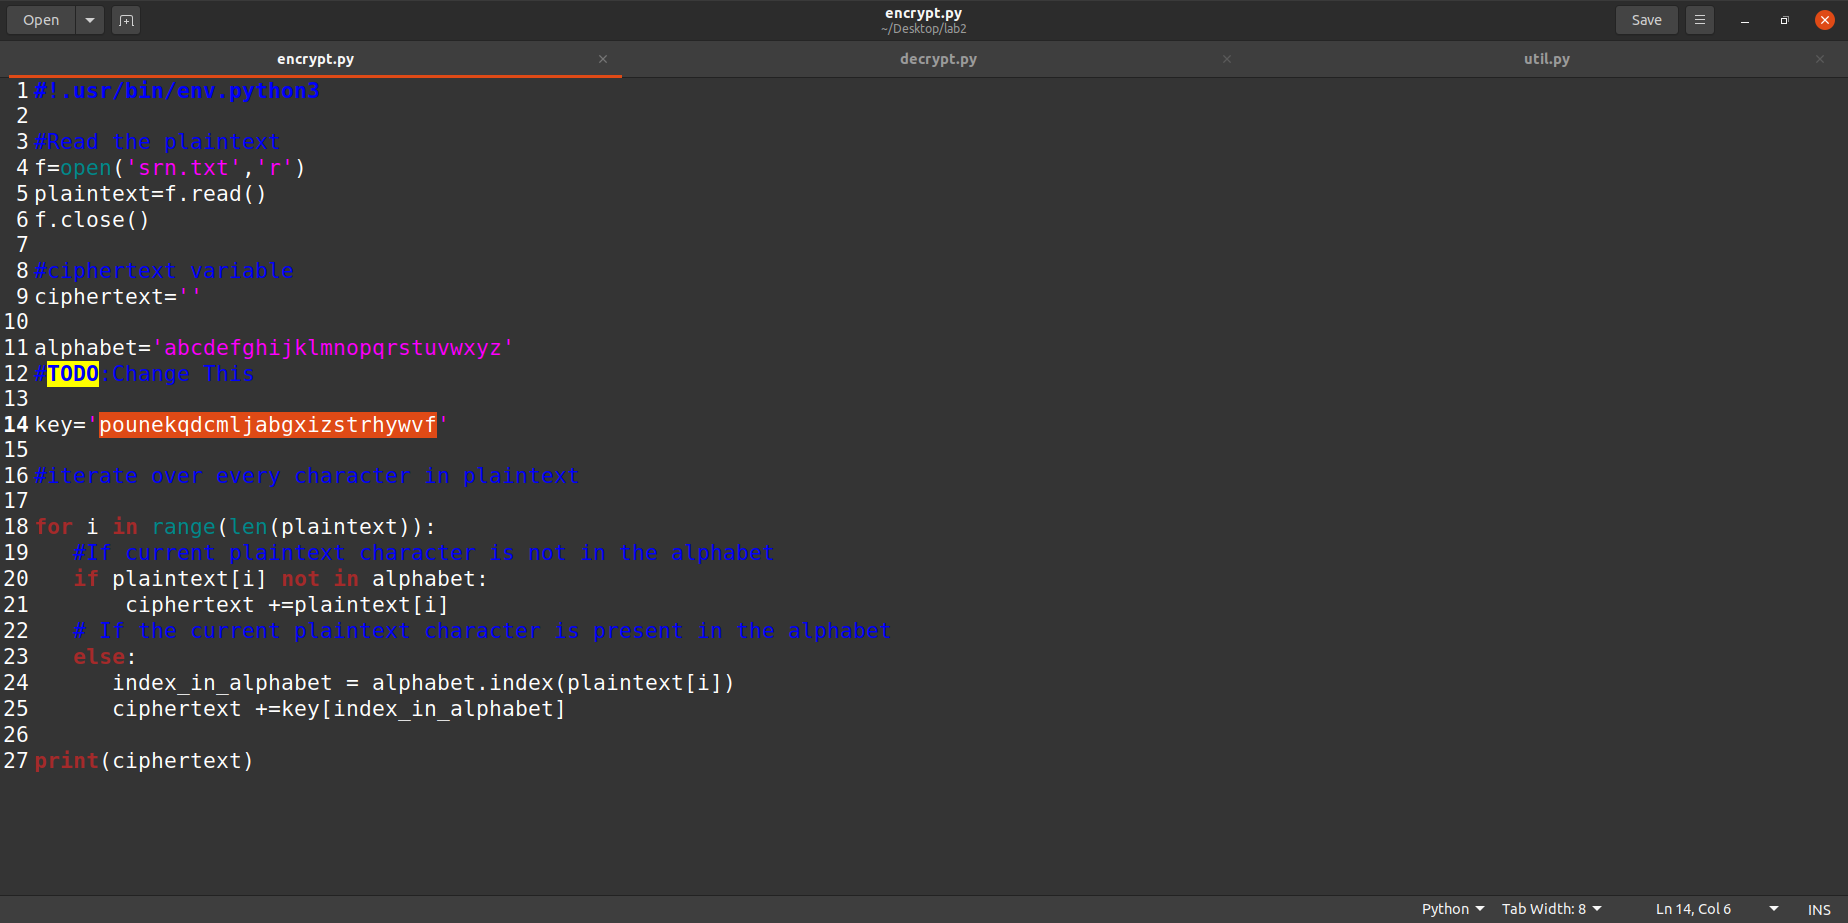 Open
encrypt.py
~/Desktop/lab2
Save
encrypt.py
decrypt.py
util.py
1 #!.usr/bin/env.python3
2
3 #Read the plaintext
4 f=open('srn.txt','r')
5 plaintext=f.read()
6 f.close()
7
8 #ciphertext variable
9 ciphertext=''
10
11 alphabet='abcdefghijklmnopqrstuvwxyz'
12 #TODO:Change This
13
14 key='pounekqdcmljabgxizstrhywvf'
15
16 #iterate over every character in plaintext
17
18 for i in range(len(plaintext)):
19    #If current plaintext character is not in the alphabet
20    if plaintext[i] not in alphabet:
21        ciphertext +=plaintext[i]
22    # If the current plaintext character is present in the alphabet
23    else:
24       index_in_alphabet = alphabet.index(plaintext[i])
25       ciphertext +=key[index_in_alphabet]
26
27 print(ciphertext)
Python Tab Width: 8 Ln 14, Col 6 INS